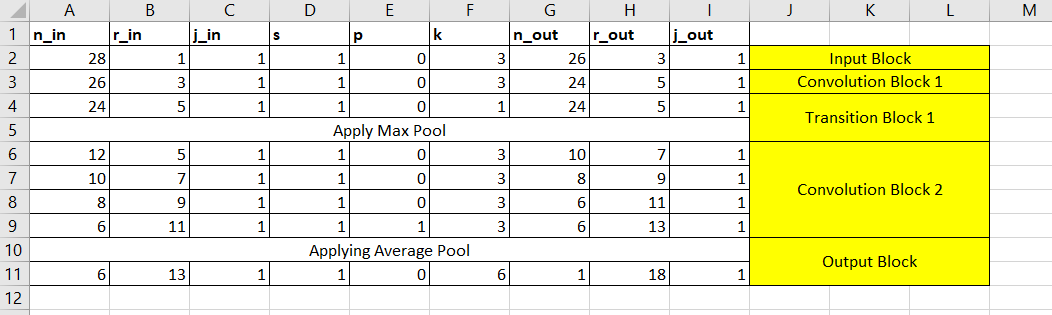 A B C D E F G H I J K L M
1 n_in r_in j_in s p k n_out r_out j_out
2 28 1 1 1 0 3 26 3 1 Input Block
3 26 3 1 1 0 3 24 5 1 Convolution Block 1
4 24 5 1 1 0 1 24 5 1 Transition Block 1
5 Apply Max Pool
6 12 5 1 1 0 3 10 7 1
7 10 7 1 1 0 3 8 9 1 Convolution Block 2
8 8 9 1 1 0 3 6 11 1
9 6 11 1 1 1 3 6 13 1
10 Applying Average Pool Output Block
11 6 13 1 1 0 6 1 18 1
12